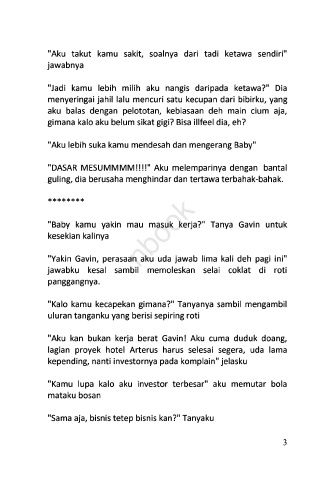 "Aku takut kamu sakit, soalnya dari tadi ketawa sendiri"
jawabnya
"Jadi kamu lebih milih aku nangis daripada ketawa?" Dia
menyeringai jahil lalu mencuri satu kecupan dari bibirku, yang
aku balas dengan pelototan, kebiasaan deh main cium aja,
gimana kalo aku belum sikat gigi? Bisa illfeel dia, eh?
"Aku lebih suka kamu mendesah dan mengerang Baby"
"DASAR MESUMMMM!!!!" Aku melemparinya dengan bantal
guling, dia berusaha menghindar dan tertawa terbahak-bahak.
********
"Baby kamu yakin mau masuk kerja?" Tanya Gavin untuk
kesekian kalinya
"Yakin Gavin, perasaan aku uda jawab lima kali deh pagi ini"
jawabku kesal sambil memoleskan selai coklat di roti
panggangnya.
"Kalo kamu kecapekan gimana?" Tanyanya sambil mengambil
uluran tanganku yang berisi sepiring roti
"Aku kan bukan kerja berat Gavin! Aku cuma duduk doang,
lagian proyek hotel Arterus harus selesai segera, uda lama
kepending, nanti investornya pada komplain" jelasku
"Kamu lupa kalo aku investor terbesar" aku memutar bola
mataku bosan
"Sama aja, bisnis tetep bisnis kan?" Tanyaku
3